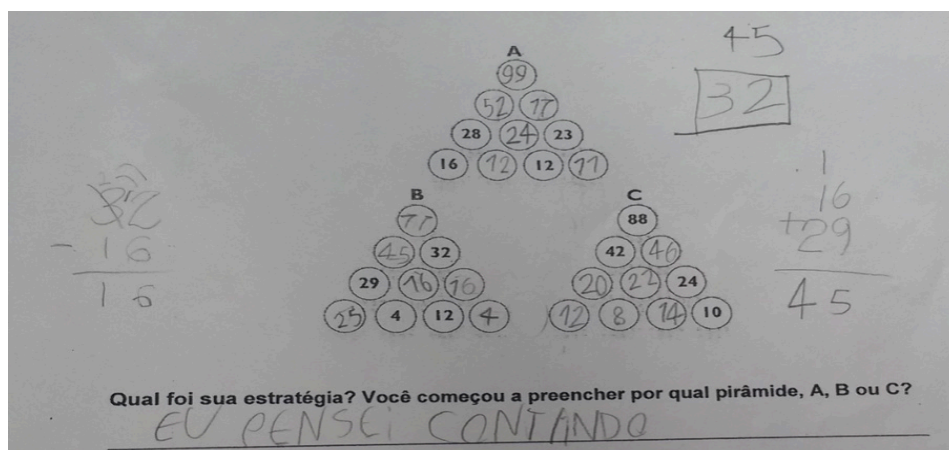 45
32
A
99
52 47
28 24 23
16 12 12 11
B
77
45 32
29 16 16
25 4 12 4
C
88
42 46
20 22 24
12 8 14 10
32
- 16
16
1
16
+ 29
45
Qual foi sua estratégia? Você começou a preencher por qual pirâmide, A, B ou C?
EU PENSEI CONTANDO